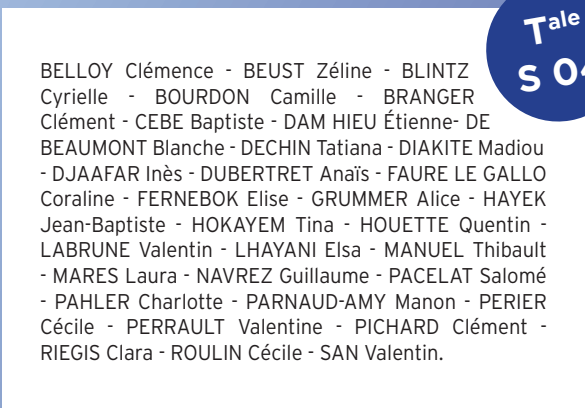 Tale
S 04
BELLOY Clémence - BEUST Zéline - BLINTZ
Cyrielle - BOURDON Camille - BRANGER
Clément - CEBE Baptiste - DAM HIEU Étienne- DE
BEAUMONT Blanche - DECHIN Tatiana - DIAKITE Madiou
- DJAAFAR Inès - DUBERTRET Anaïs - FAURE LE GALLO
Coraline - FERNEBOK Elise - GRUMMER Alice - HAYEK
Jean-Baptiste - HOKAYEM Tina - HOUETTE Quentin -
LABRUNE Valentin - LHAYANI Elsa - MANUEL Thibault
- MARES Laura - NAVREZ Guillaume - PACELAT Salomé
- PAHLER Charlotte - PARNAUD-AMY Manon - PERIER
Cécile - PERRAULT Valentine - PICHARD Clément -
RIEGIS Clara - ROULIN Cécile - SAN Valentin.